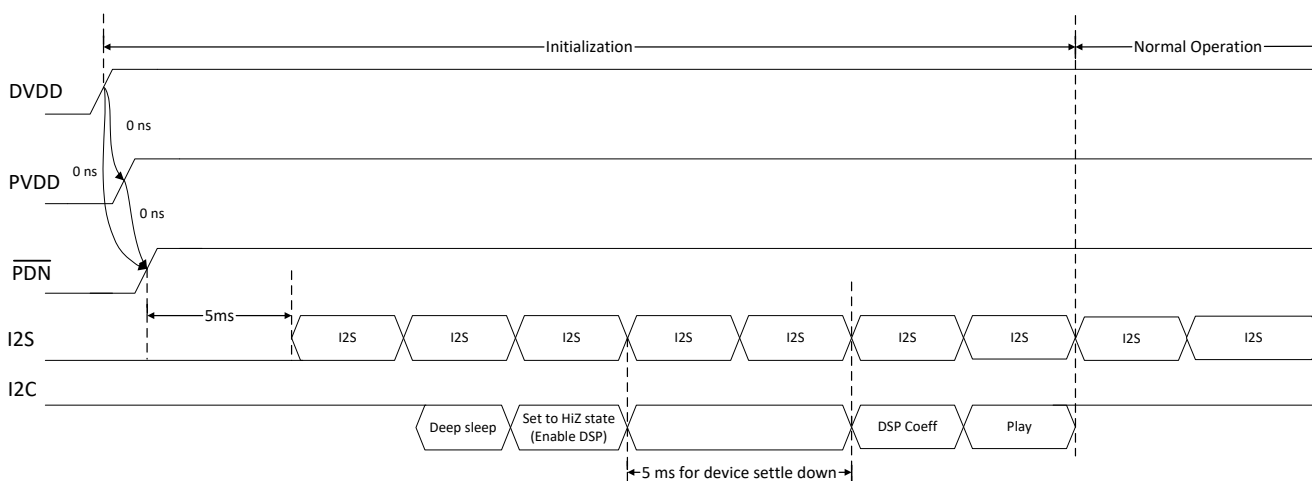 Initialization
Normal Operation
DVDD
0 ns
0 ns
PVDD
0 ns
PDN
5ms
I2S
I2S
I2S
I2S
I2S
I2S
I2S
I2S
I2S
I2S
I2C
Deep sleep
Set to HiZ state
(Enable DSP)
DSP Coeff
Play
5 ms for device settle down